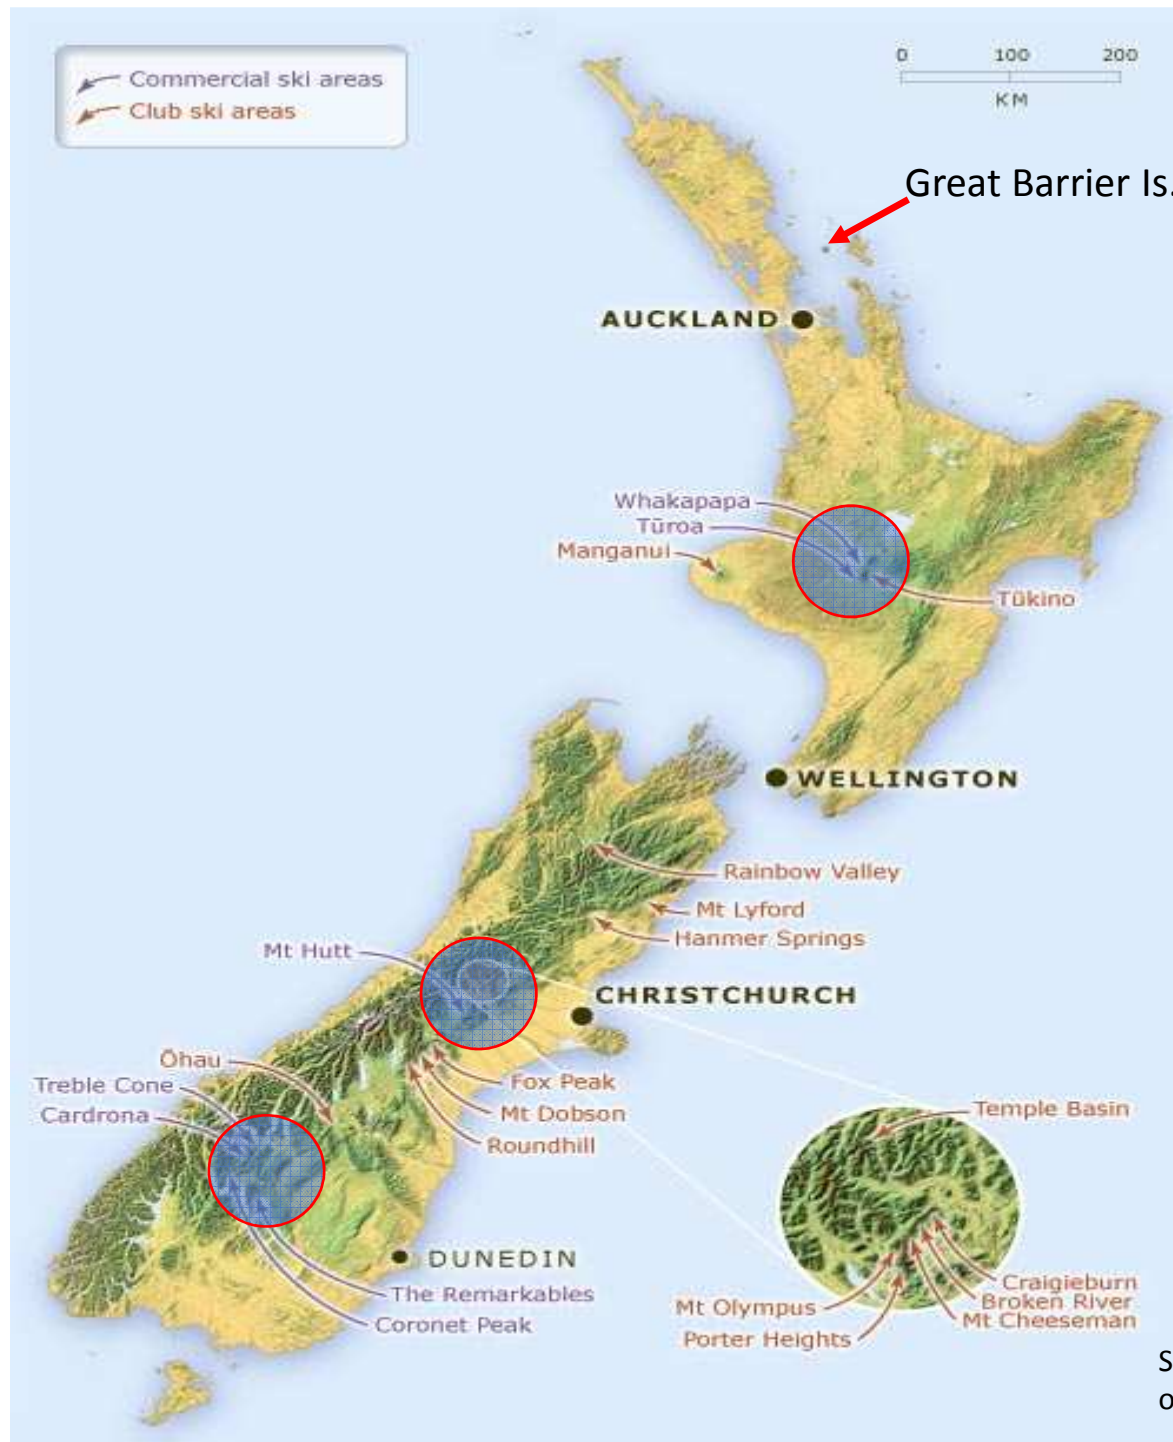 Commercial ski areas
Club ski areas
0 100 200
KM
Great Barrier Is.
AUCKLAND
Whakapapa
Tūroa
Manganui
Tūkino
WELLINGTON
Rainbow Valley
Mt Lyford
Hanmer Springs
Mt Hutt
CHRISTCHURCH
Ōhau
Treble Cone
Cardrona
Fox Peak
Mt Dobson
Roundhill
Temple Basin
DUNEDIN
The Remarkables
Coronet Peak
Craigieburn
Broken River
Mt Cheeseman
Mt Olympus
Porter Heights
S
o